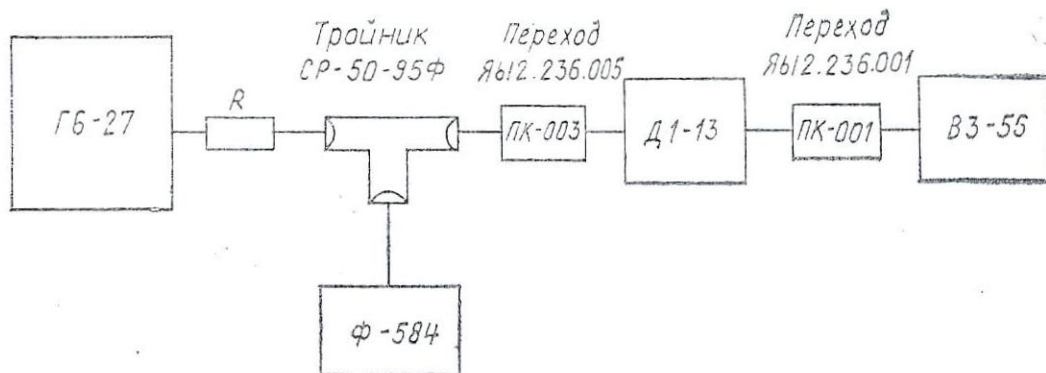 Тройник
СР-50-95Ф
Переход
ЯЫ2.236.005
Переход
ЯЫ2.236.001
Г6-27
R
ПК-003
Д1-13
ПК-001
В3-55
Ф-584